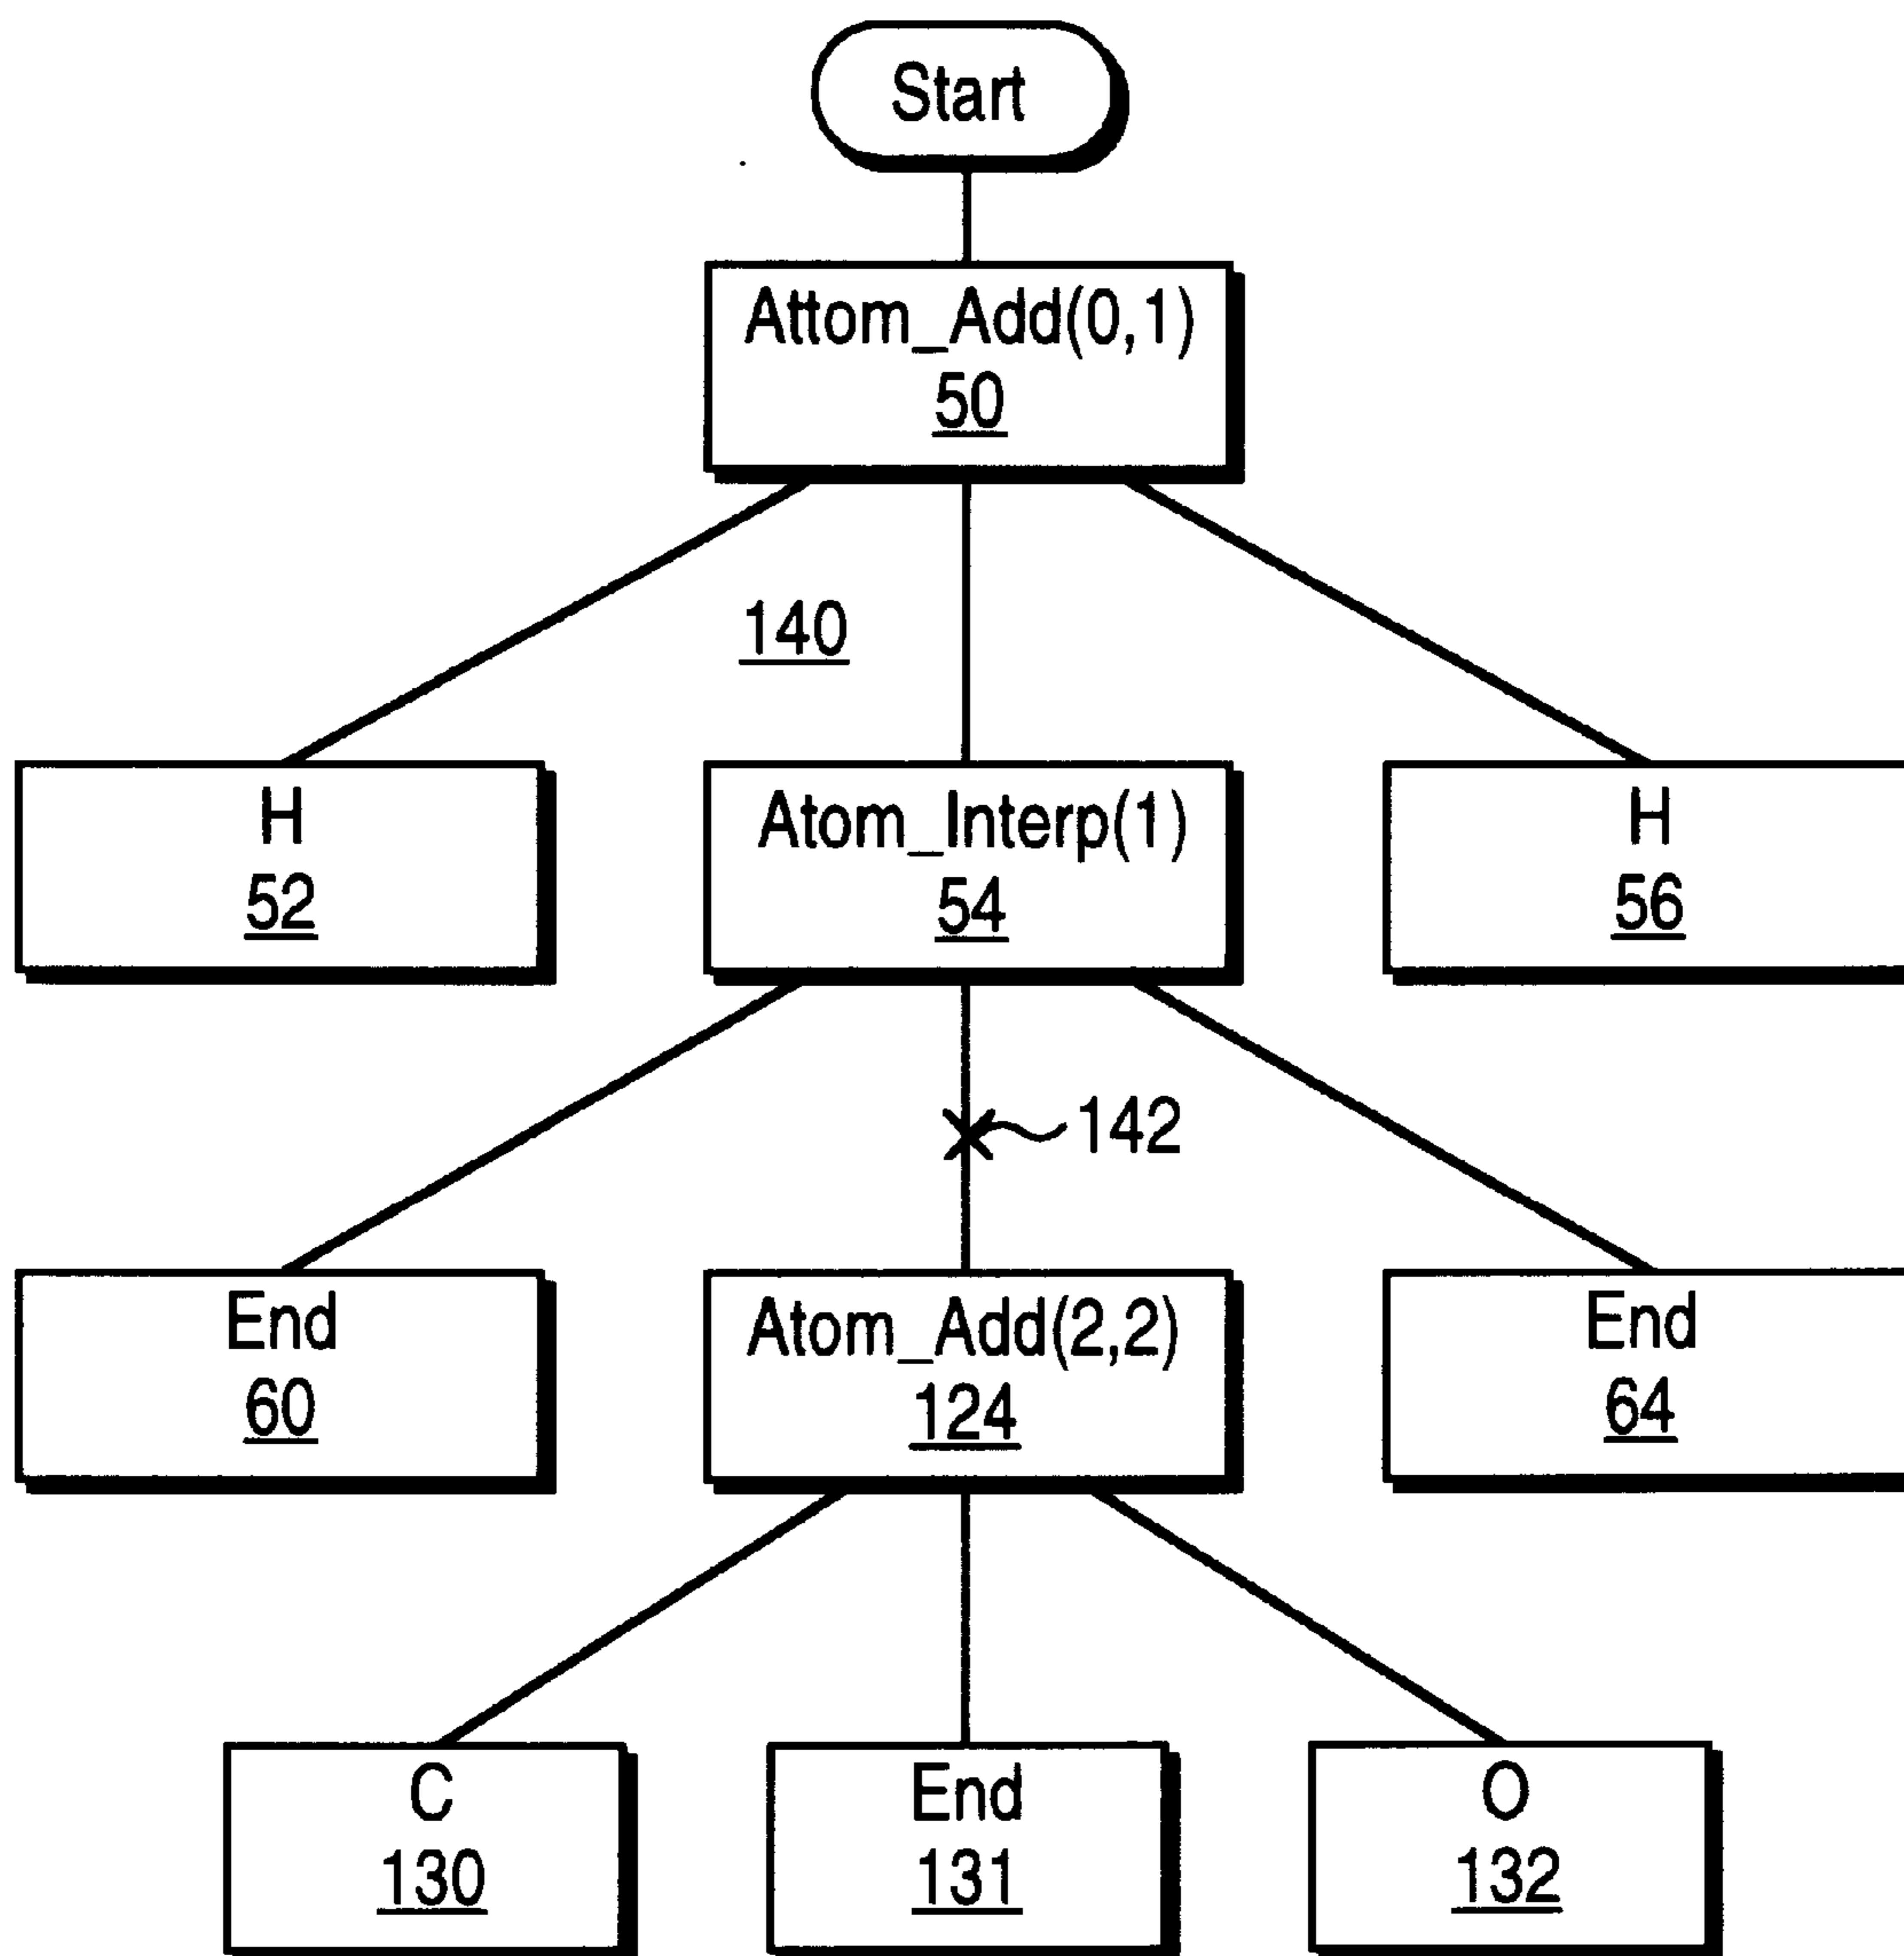 Start
Attom_Add(0,1)
50
140
H
52
Atom_Interp(1)
54
H
56
142
End
60
Atom_Add(2,2)
124
End
64
C
130
End
131
O
132